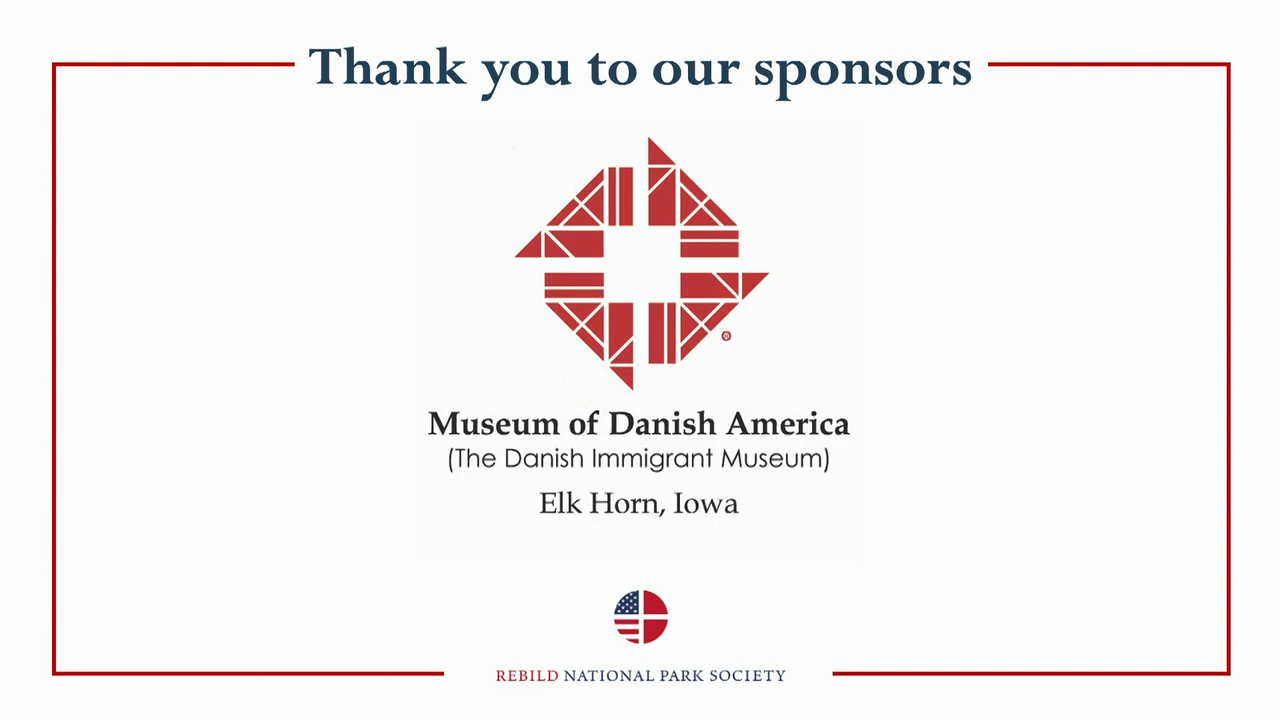 Thank you to our sponsors
Museum of Danish America
(The Danish Immigrant Museum)
Elk Horn, Iowa
REBILD NATIONAL PARK SOCIETY